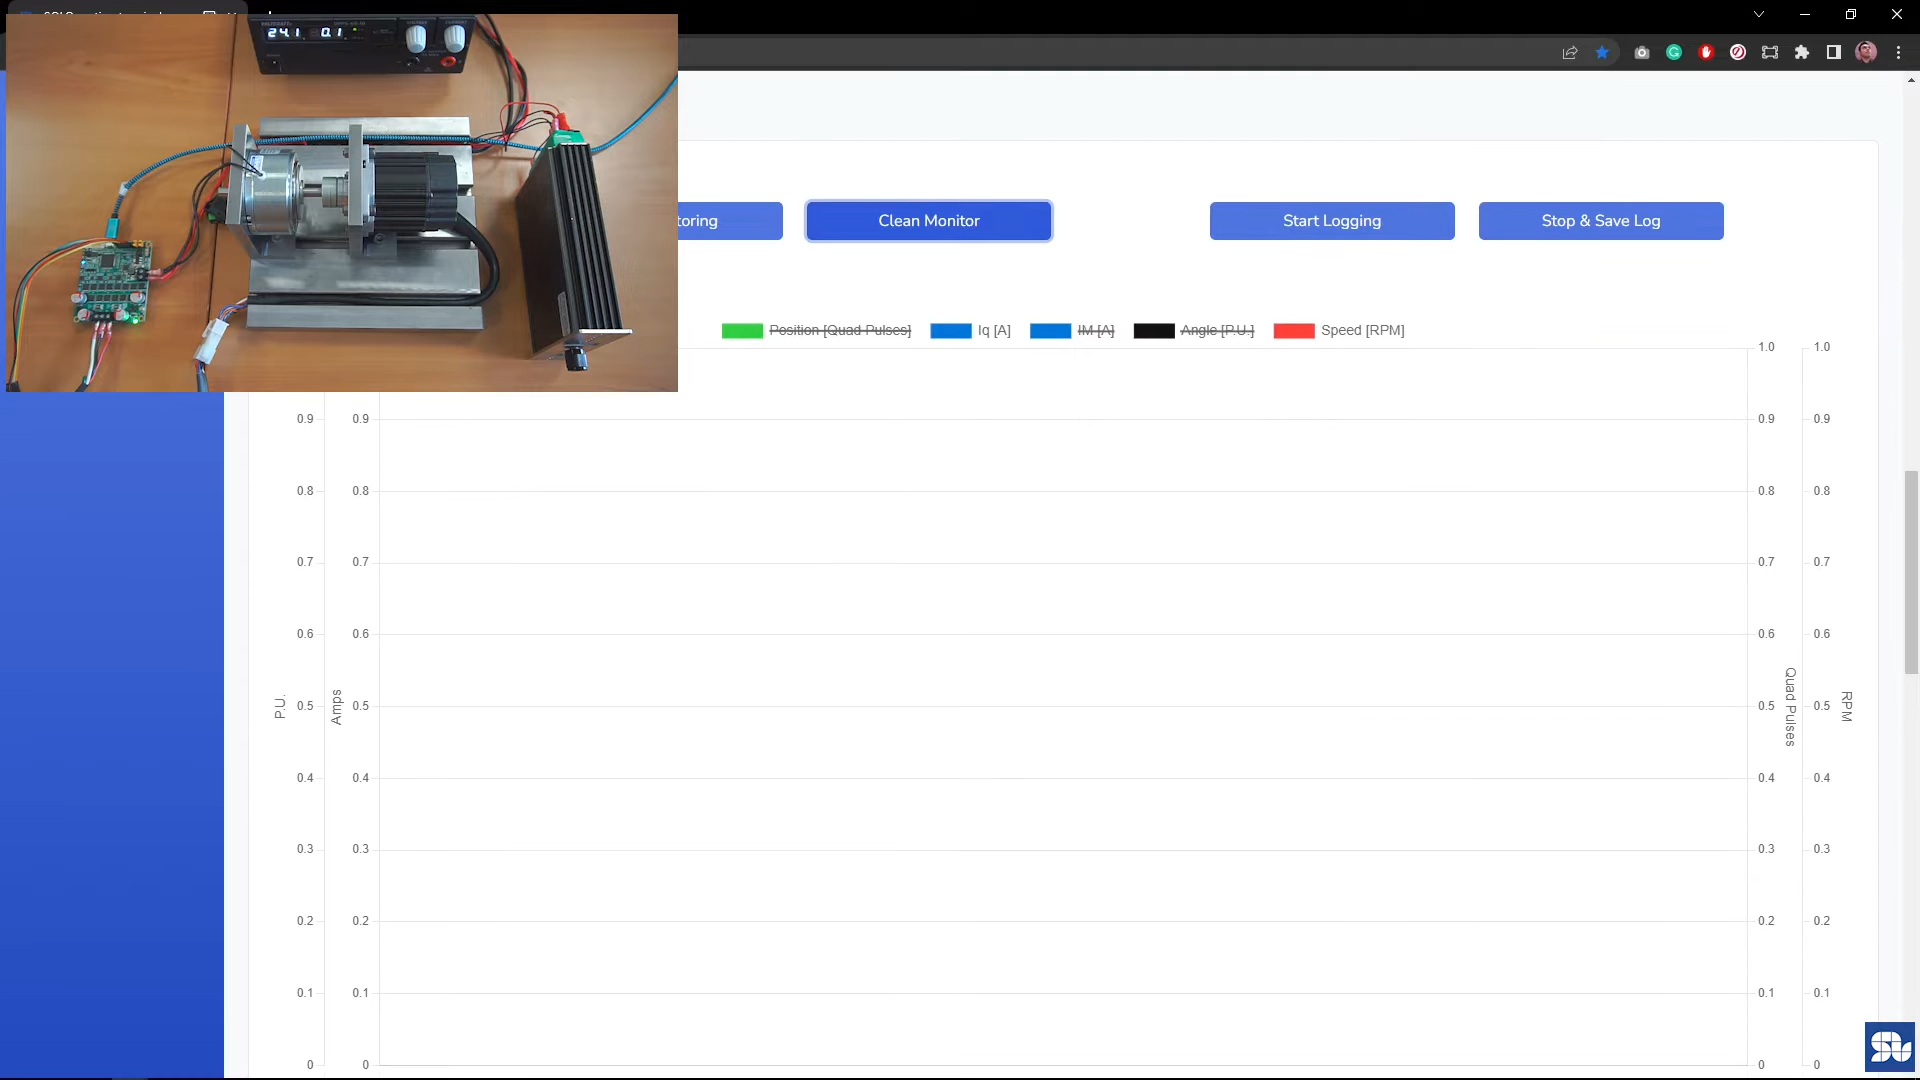 24.1 0.1
toring
Clean Monitor
Start Logging
Stop & Save Log
Position [Quad Pulses]
Iq [A]
IM [A]
Angle [P.U.]
Speed [RPM]
1.0 1.0
0.9 0.9 0.9 0.9
0.8 0.8 0.8 0.8
0.7 0.7 0.7 0.7
0.6 0.6 0.6 0.6
P.U.
Amps
Quad Pulses
RPM
0.5 0.5 0.5 0.5
0.4 0.4 0.4 0.4
0.3 0.3 0.3 0.3
0.2 0.2 0.2 0.2
0.1 0.1 0.1 0.1
0 0 0 0